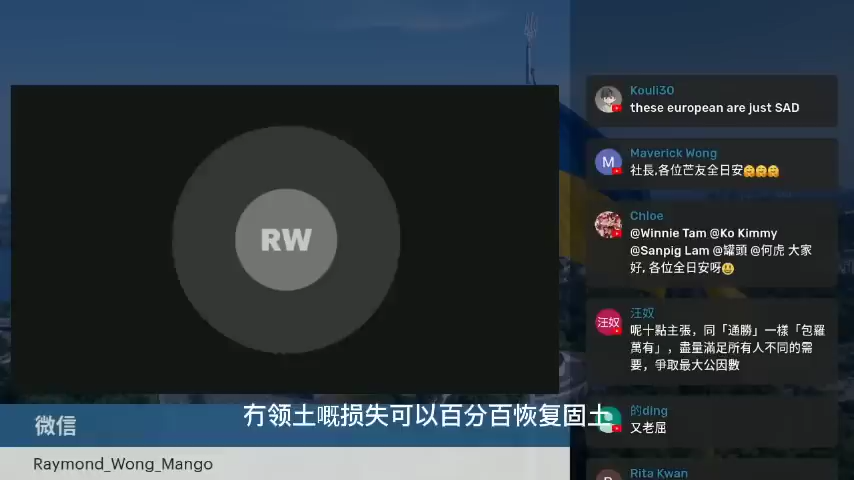 RW
微信
冇领土嘅损失可以百分百恢复固土
Raymond_Wong_Mango
Kouli30
these european are just SAD
M
Maverick Wong
社長,各位芒友全日安🤗🤗🤗
Chloe
@Winnie Tam @Ko Kimmy
@Sanpig Lam @罐頭 @何虎 大家
好, 各位全日安呀😃
汪奴
汪奴
呢十點主張，同「通勝」一樣「包羅
萬有」，盡量滿足所有人不同的需
要，爭取最大公因數
的ding
又老屈
Rita Kwan